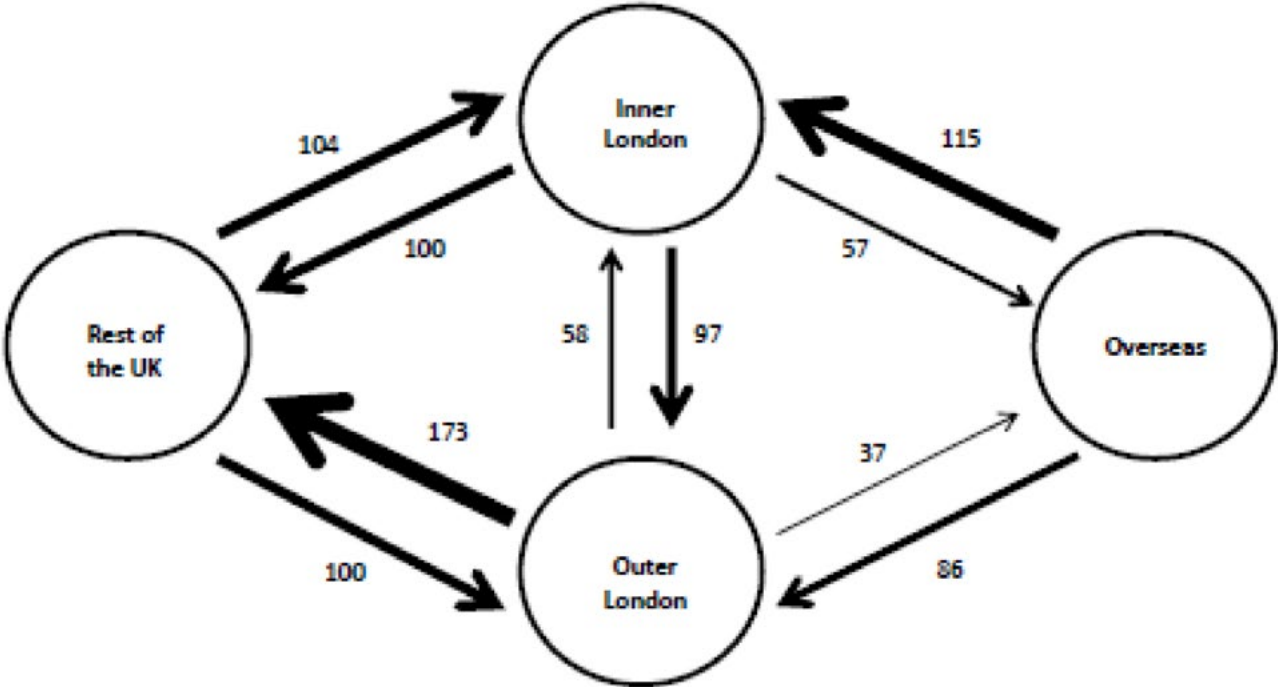 Inner
London
104
115
100
57
Rest of
the UK
58
97
Overseas
173
37
100
Outer
London
86